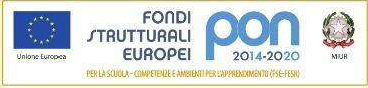 FONDI
STRUTTURALI
EUROPEI
pon
2014-2020
Unione Europea
MIUR
PER LA SCUOLA - COMPETENZE E AMBIENTI PER L'APPRENDIMENTO (FSE-FESR)